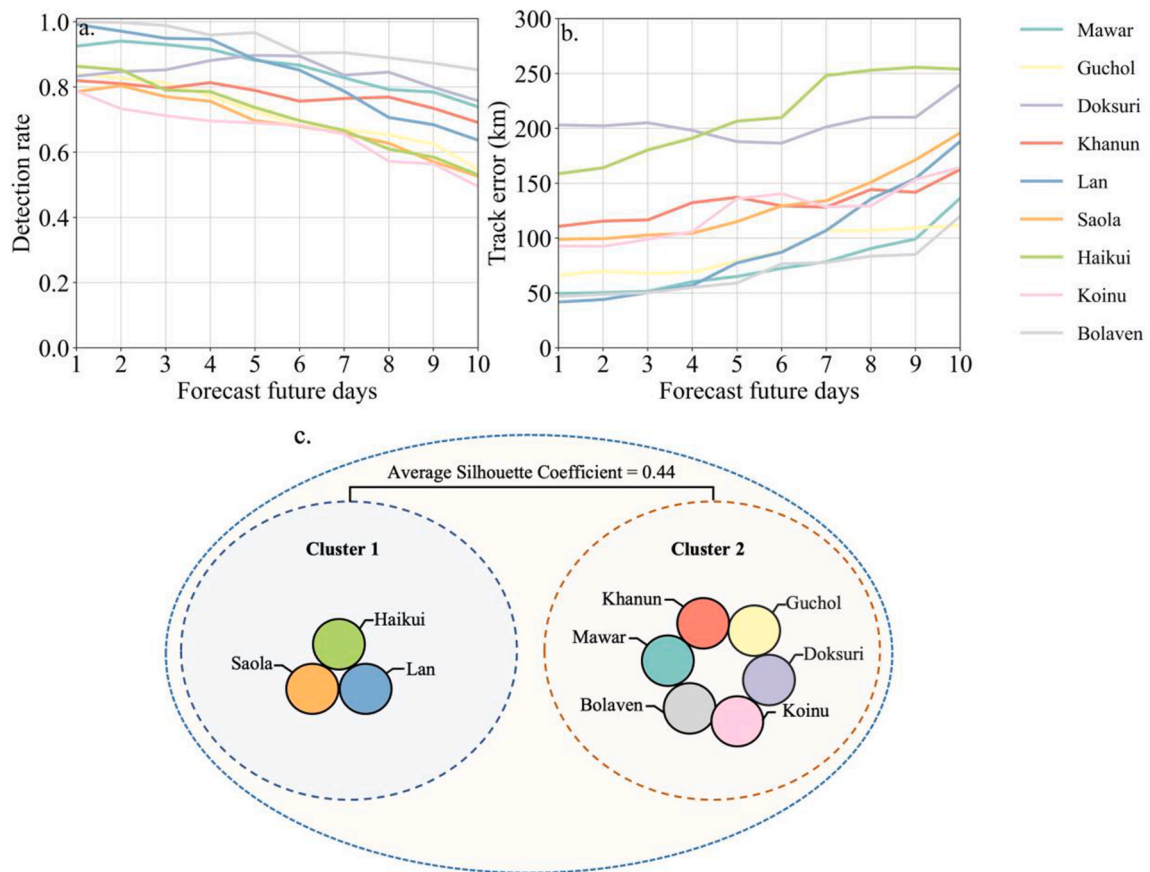 a.
1.0
0.8
0.6
0.4
0.2
0.0
Detection rate
1 2 3 4 5 6 7 8 9 10
Forecast future days
b.
300
250
200
150
100
50
0
Track error (km)
1 2 3 4 5 6 7 8 9 10
Forecast future days
Mawar
Guchol
Doksuri
Khanun
Lan
Saola
Haikui
Koinu
Bolaven
c.
Average Silhouette Coefficient = 0.44
Cluster 1
Haikui
Saola
Lan
Cluster 2
Khanun
Guchol
Mawar
Doksuri
Bolaven
Koinu